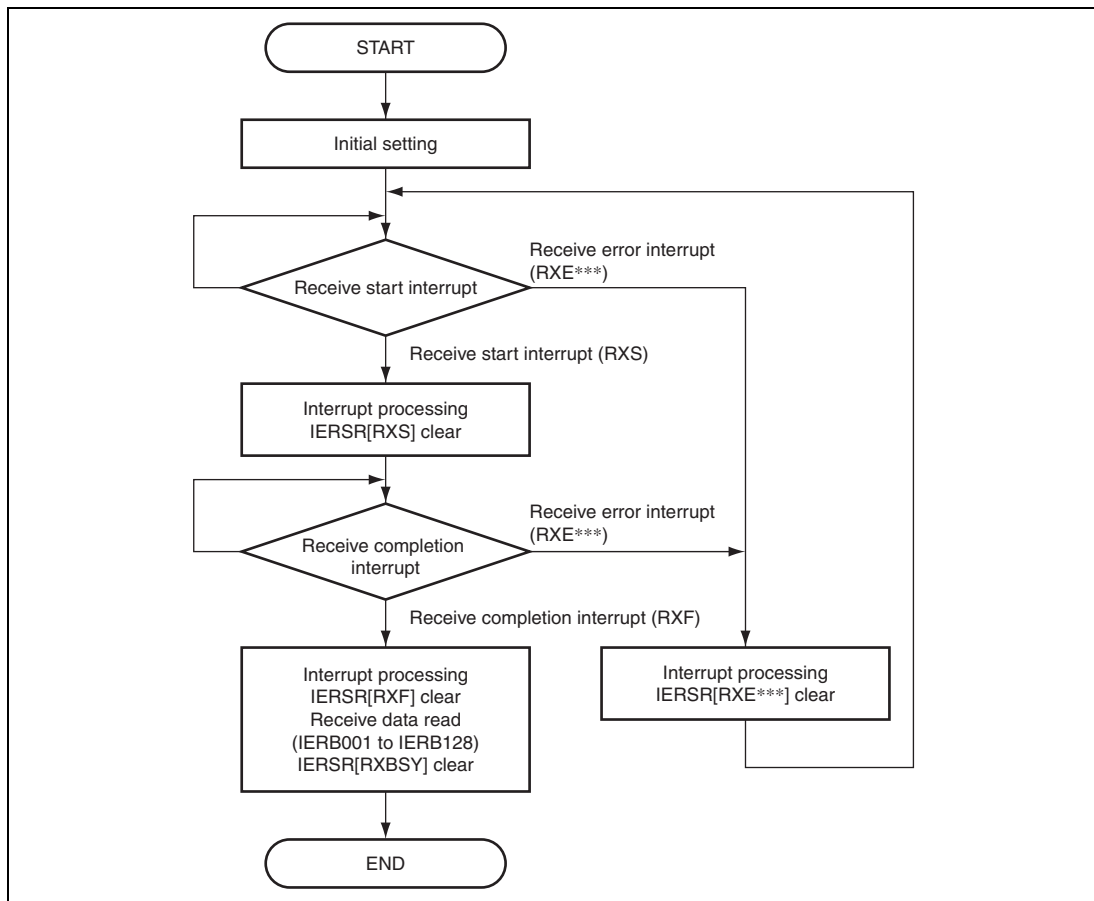 START
Initial setting
Receive error interrupt
(RXE***)
Receive start interrupt
Receive start interrupt (RXS)
Interrupt processing
IERSR[RXS] clear
Receive error interrupt
(RXE***)
Receive completion
interrupt
Receive completion interrupt (RXF)
Interrupt processing
IERSR[RXF] clear
Receive data read
(IERB001 to IERB128)
IERSR[RXBSY] clear
Interrupt processing
IERSR[RXE***] clear
END